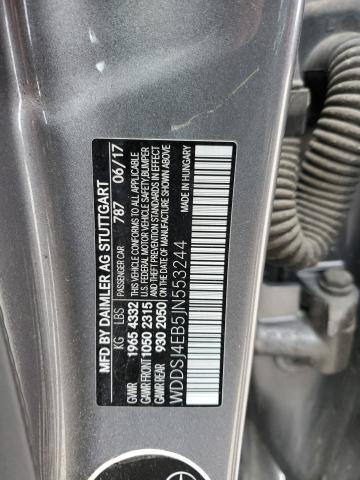 MFD BY DAIMLER AG STUTTGART
KG LBS PASSENGER CAR 787 06/17
GAWR 1965 4332 THIS VEHICLE CONFORMS TO ALL APPLICABLE
GAWR FRONT 1050 2315 U.S. FEDERAL MOTOR VEHICLE SAFETY, BUMPER
GAWR REAR 930 2050 AND THEFT PREVENTION STANDARDS IN EFFECT
ON THE DATE OF MANUFACTURE SHOWN ABOVE
WDDSJ4EB5JN553244 MADE IN HUNGARY